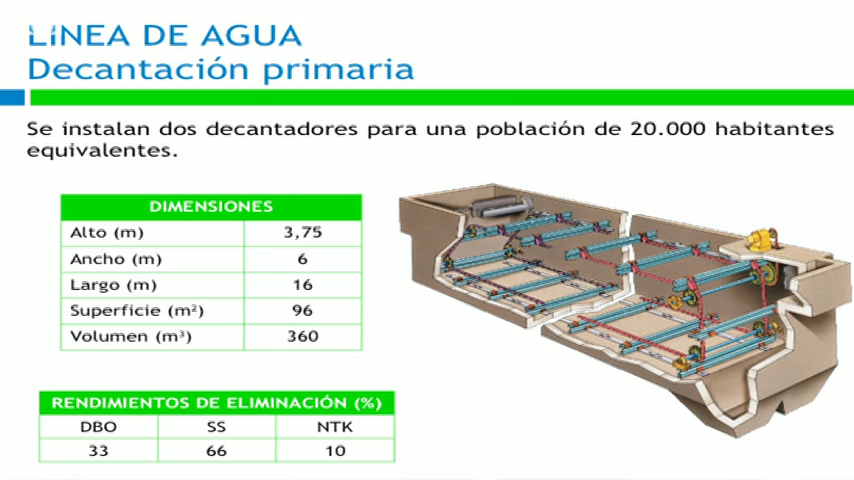 LÍNEA DE AGUA
Decantación primaria
Se instalan dos decantadores para una población de 20.000 habitantes
equivalentes.
DIMENSIONES
Alto (m) 3,75
Ancho (m) 6
Largo (m) 16
Superficie (m²) 96
Volumen (m³) 360
RENDIMIENTOS DE ELIMINACIÓN (%)
DBO SS NTK
33 66 10